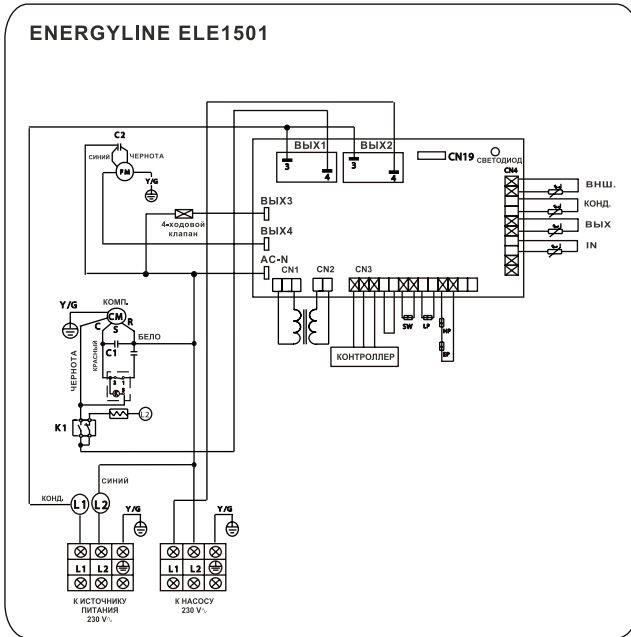 ENERGYLINE ELE1501
C2
СИНИЙ
ЧЕРНОТА
FM
Y/G
4-ходовой
клапан
ВЫХ1
3
4
ВЫХ2
3
4
CN19
СВЕТОДИОД
CN4
ВНШ.
КОНД.
ВЫХ
IN
ВЫХ3
ВЫХ4
AC-N
CN1
CN2
CN3
SW
LP
HP
EP
КОНТРОЛЛЕР
Y/G
КОМП.
CM
C
S
R
БЕЛО
КРАСНЫЙ
C1
ЧЕРНОТА
K1
L2
СИНИЙ
КОНД.
L1
L2
Y/G
Y/G
L1
L2
L1
L2
К ИСТОЧНИКУ
ПИТАНИЯ
230 V∿
К НАСОСУ
230 V∿